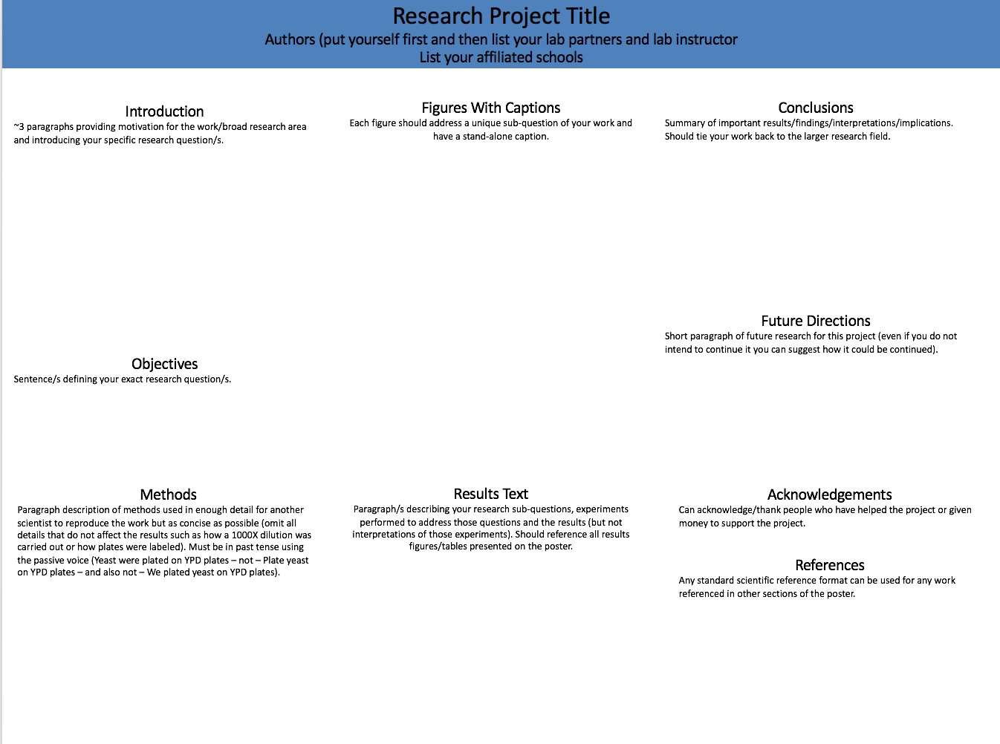 Research Project Title
Authors (put yourself first and then list your lab partners and lab instructor
List your affiliated schools
Introduction
~3 paragraphs providing motivation for the work/broad research area
and introducing your specific research question/s.
Objectives
Sentence/s defining your exact research question/s.
Methods
Paragraph description of methods used in enough detail for another
scientist to reproduce the work but as concise as possible (omit all
details that do not affect the results such as how a 1000X dilution was
carried out or how plates were labeled). Must be in past tense using
the passive voice (Yeast were plated on YPD plates – not – Plate yeast
on YPD plates – and also not – We plated yeast on YPD plates).
Figures With Captions
Each figure should address a unique sub-question of your work and
have a stand-alone caption.
Results Text
Paragraph/s describing your research sub-questions, experiments
performed to address those questions and the results (but not
interpretations of those experiments). Should reference all results
figures/tables presented on the poster.
Conclusions
Summary of important results/findings/interpretations/implications.
Should tie your work back to the larger research field.
Future Directions
Short paragraph of future research for this project (even if you do not
intend to continue it you can suggest how it could be continued).
Acknowledgements
Can acknowledge/thank people who have helped the project or given
money to support the project.
References
Any standard scientific reference format can be used for any work
referenced in other sections of the poster.